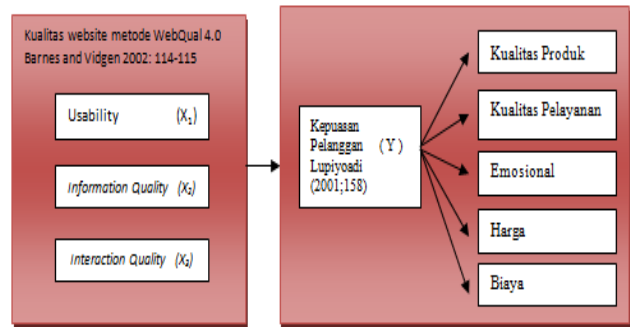 Kualitas website metode WebQual 4.0
Barnes and Vidgen 2002: 114-115
Usability (X₁)
Information Quality (X₂)
Interaction Quality (X₃)
Kepuasan
Pelanggan ( Y )
Lupiyoadi
(2001;158)
Kualitas Produk
Kualitas Pelayanan
Emosional
Harga
Biaya